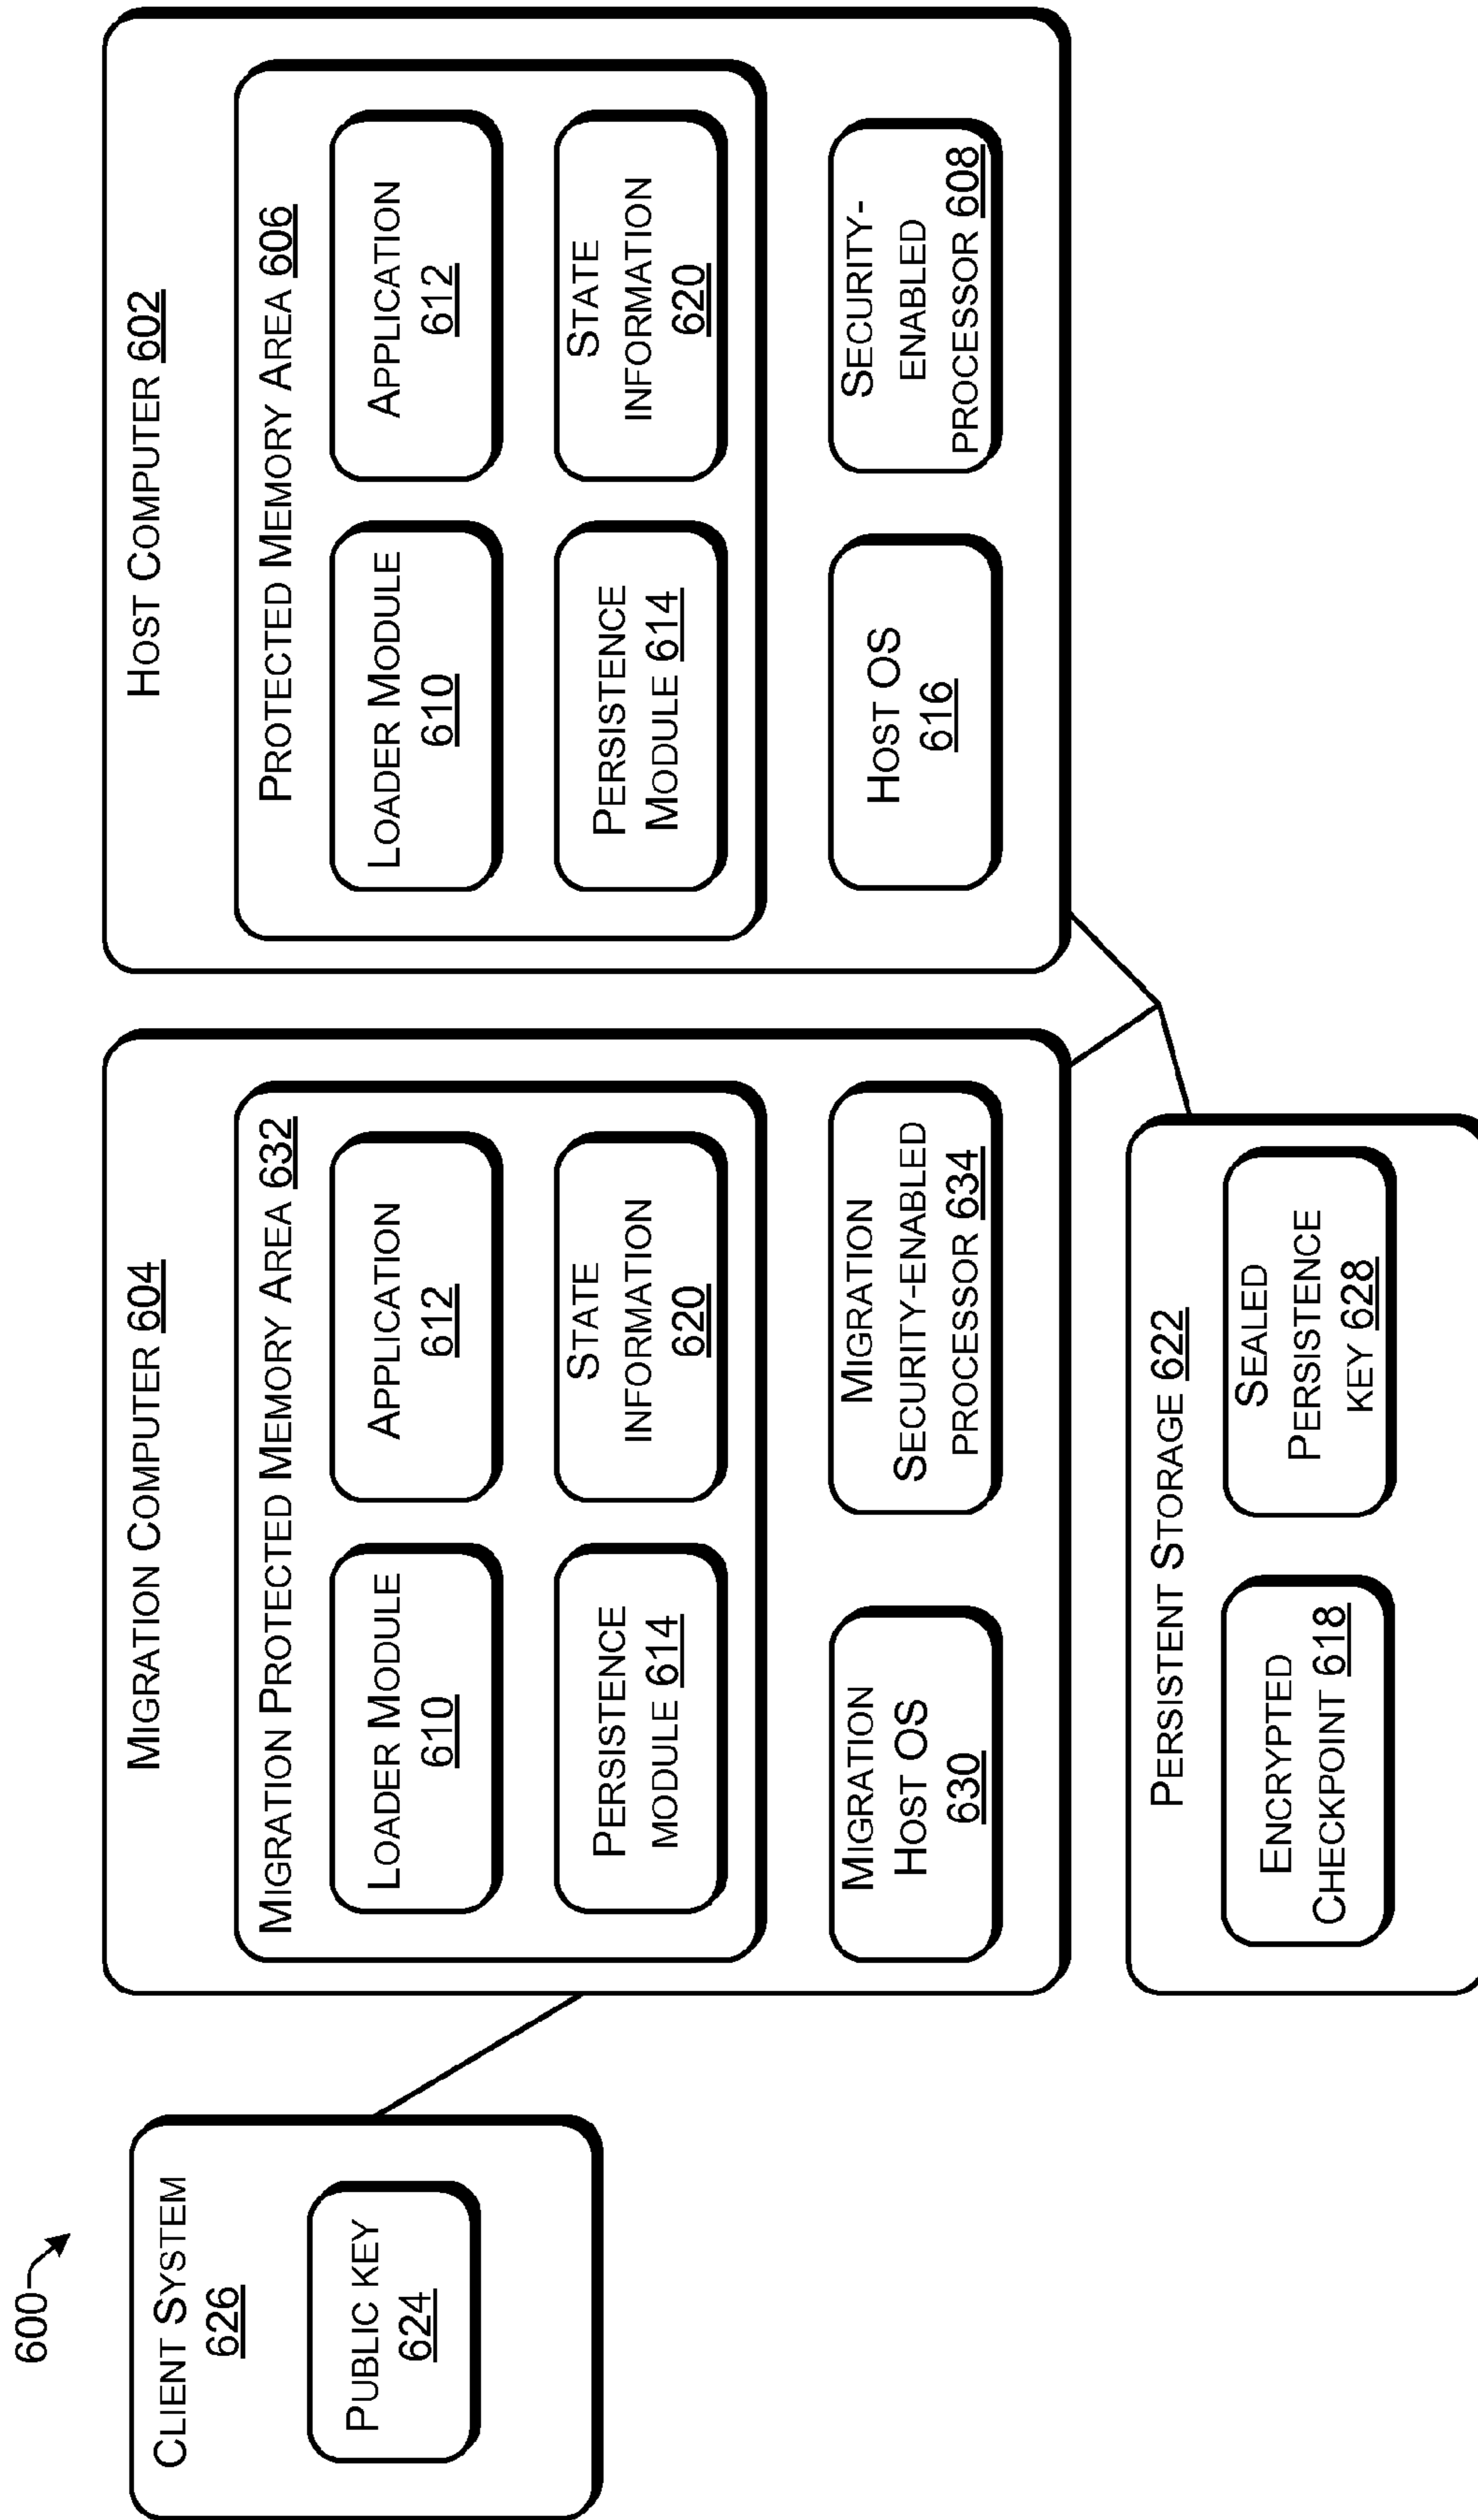 600
CLIENT SYSTEM
626
PUBLIC KEY
624
MIGRATION COMPUTER 604
MIGRATION PROTECTED MEMORY AREA 632
LOADER MODULE
610
APPLICATION
612
PERSISTENCE
MODULE 614
STATE
INFORMATION
620
MIGRATION
HOST OS
630
MIGRATION
SECURITY-ENABLED
PROCESSOR 634
HOST COMPUTER 602
PROTECTED MEMORY AREA 606
LOADER MODULE
610
APPLICATION
612
PERSISTENCE
MODULE 614
STATE
INFORMATION
620
HOST OS
616
SECURITY-
ENABLED
PROCESSOR 608
PERSISTENT STORAGE 622
ENCRYPTED
CHECKPOINT 618
SEALED
PERSISTENCE
KEY 628